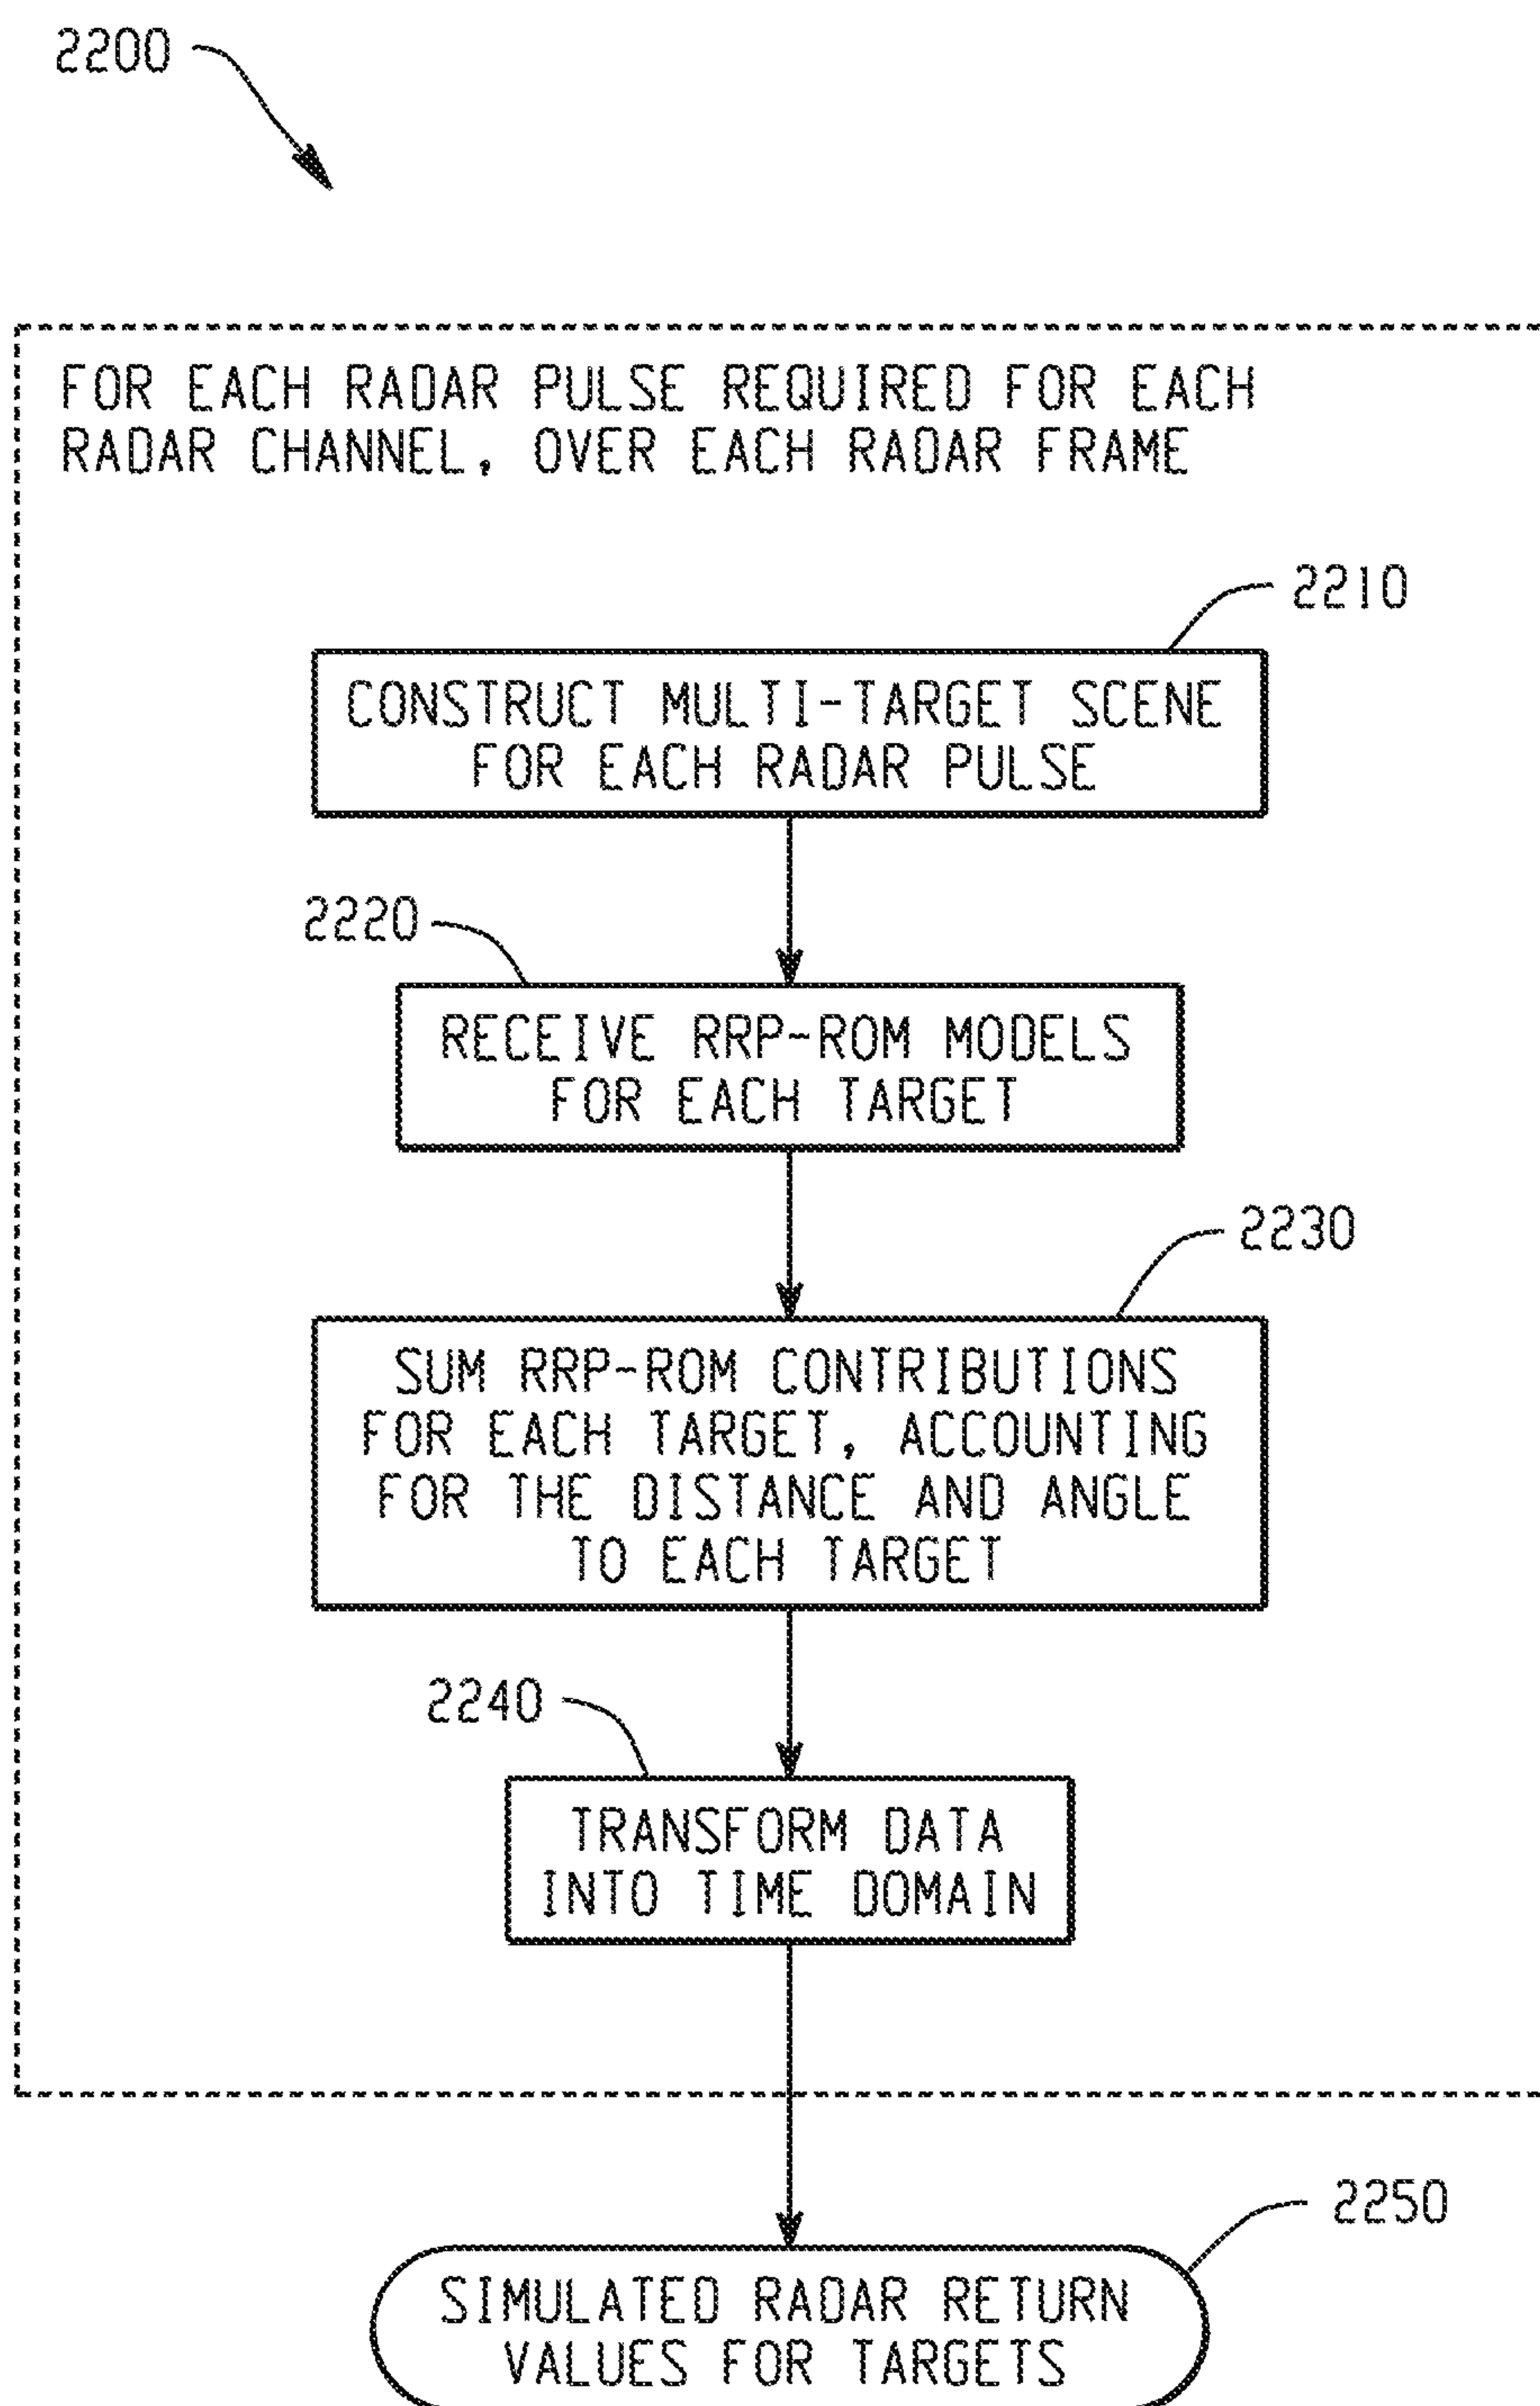 2200
FOR EACH RADAR PULSE REQUIRED FOR EACH
RADAR CHANNEL, OVER EACH RADAR FRAME
2210
CONSTRUCT MULTI-TARGET SCENE
FOR EACH RADAR PULSE
2220
RECEIVE RRP-ROM MODELS
FOR EACH TARGET
2230
SUM RRP-ROM CONTRIBUTIONS
FOR EACH TARGET, ACCOUNTING
FOR THE DISTANCE AND ANGLE
TO EACH TARGET
2240
TRANSFORM DATA
INTO TIME DOMAIN
2250
SIMULATED RADAR RETURN
VALUES FOR TARGETS